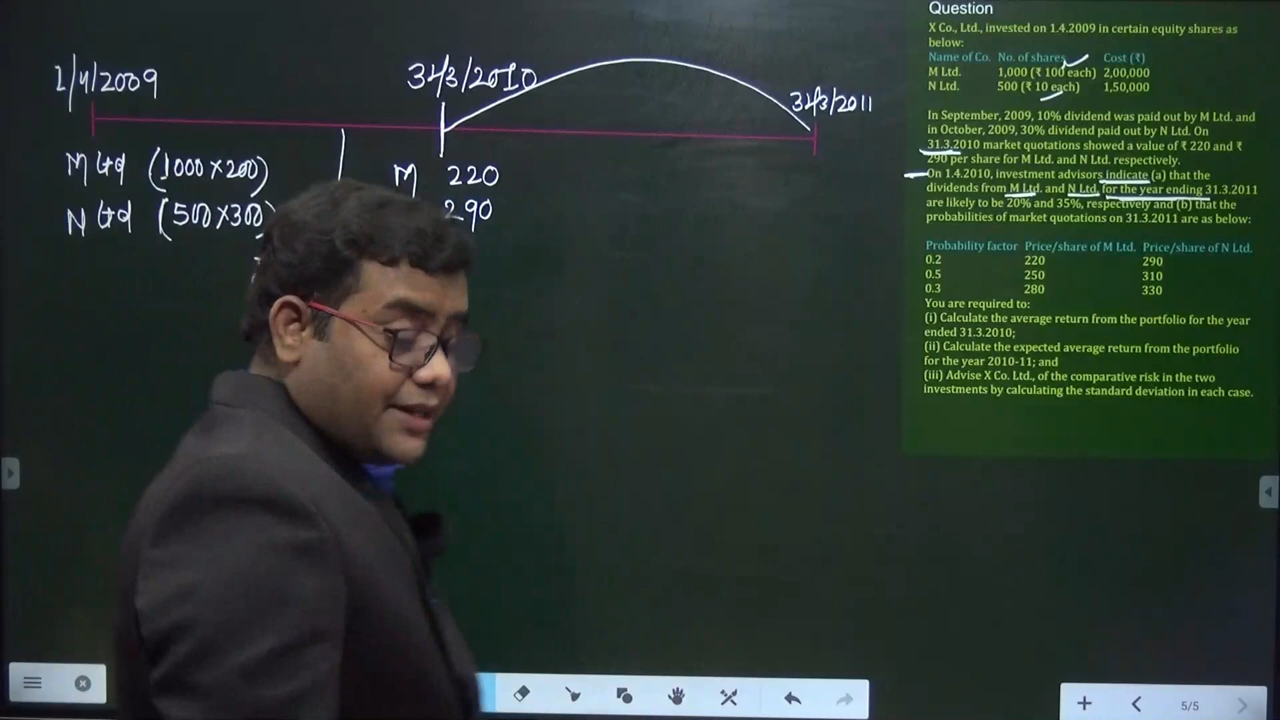 1/4/2009
31/3/2010
31/3/2011
M Ltd (1000×200)
N Ltd (500×300)
M 220
290
Question
X Co., Ltd., invested on 1.4.2009 in certain equity shares as
below:
Name of Co. No. of shares Cost (₹)
M Ltd. 1,000 (₹ 100 each) 2,00,000
N Ltd. 500 (₹ 10 each) 1,50,000
In September, 2009, 10% dividend was paid out by M Ltd. and
in October, 2009, 30% dividend paid out by N Ltd. On
31.3.2010 market quotations showed a value of ₹ 220 and ₹
290 per share for M Ltd. and N Ltd. respectively.
On 1.4.2010, investment advisors indicate (a) that the
dividends from M Ltd. and N Ltd. for the year ending 31.3.2011
are likely to be 20% and 35%, respectively and (b) that the
probabilities of market quotations on 31.3.2011 are as below:
Probability factor Price/share of M Ltd. Price/share of N Ltd.
0.2 220 290
0.5 250 310
0.3 280 330
You are required to:
(i) Calculate the average return from the portfolio for the year
ended 31.3.2010;
(ii) Calculate the expected average return from the portfolio
for the year 2010-11; and
(iii) Advise X Co. Ltd., of the comparative risk in the two
investments by calculating the standard deviation in each case.
5/5